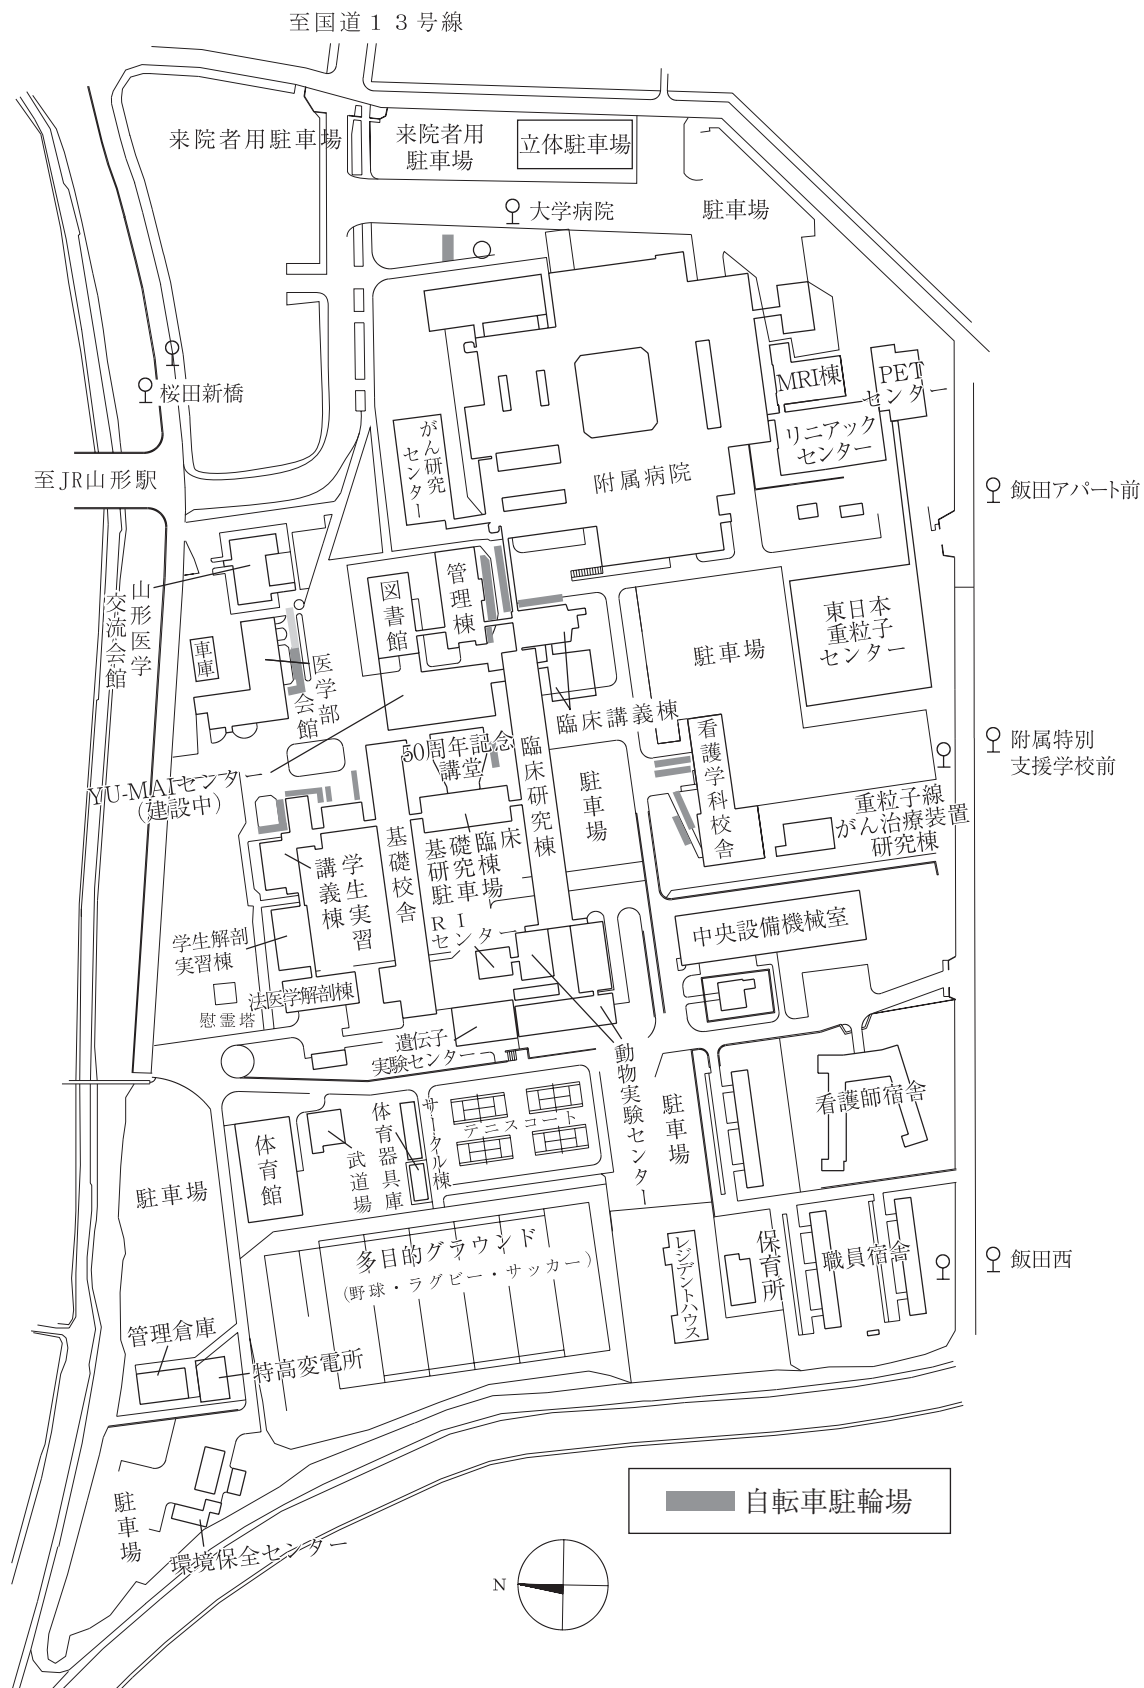 至国道１３号線
来院者用駐車場
来院者用
駐車場
立体駐車場
大学病院
駐車場
桜田新橋
至JR山形駅
MRI棟
PET
センター
リニアック
センター
がん研究
センター
附属病院
飯田アパート前
山形医学
交流会館
図書館
管理棟
車庫
医学部
会館
東日本
重粒子
センター
駐車場
臨床講義棟
看護学科校舎
附属特別
支援学校前
YU-MAIセンター
(建設中)
50周年記念
講堂
臨床研究棟
駐車場
重粒子線
がん治療装置
研究棟
基礎校舎
基礎臨床
研究棟
駐車場
学生実習
講義棟
RIセンター
中央設備機械室
学生解剖
実習棟
法医学解剖棟
慰霊塔
遺伝子
実験センター
動物実験センター
駐車場
看護師宿舎
体育館
武道場
体育器具庫
サークル棟
テニスコート
駐車場
多目的グラウンド
(野球・ラグビー・サッカー)
レジデントハウス
保育所
職員宿舎
飯田西
管理倉庫
特高変電所
駐車場
環境保全センター
自転車駐輪場
N